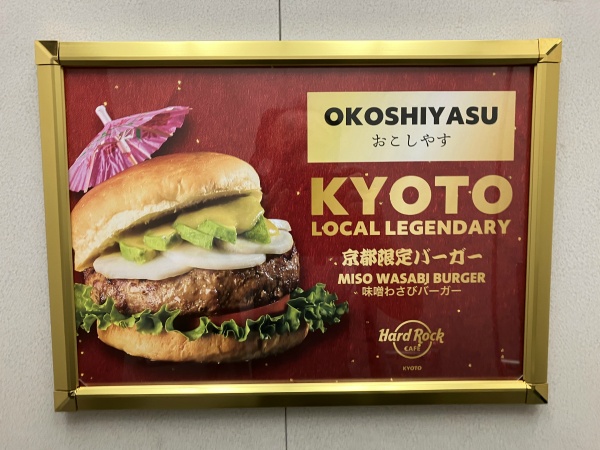 OKOSHIYASU
おこしやす
KYOTO
LOCAL LEGENDARY
京都限定バーガー
MISO WASABI BURGER
味噌わさびバーガー
Hard Rock
CAFE
KYOTO